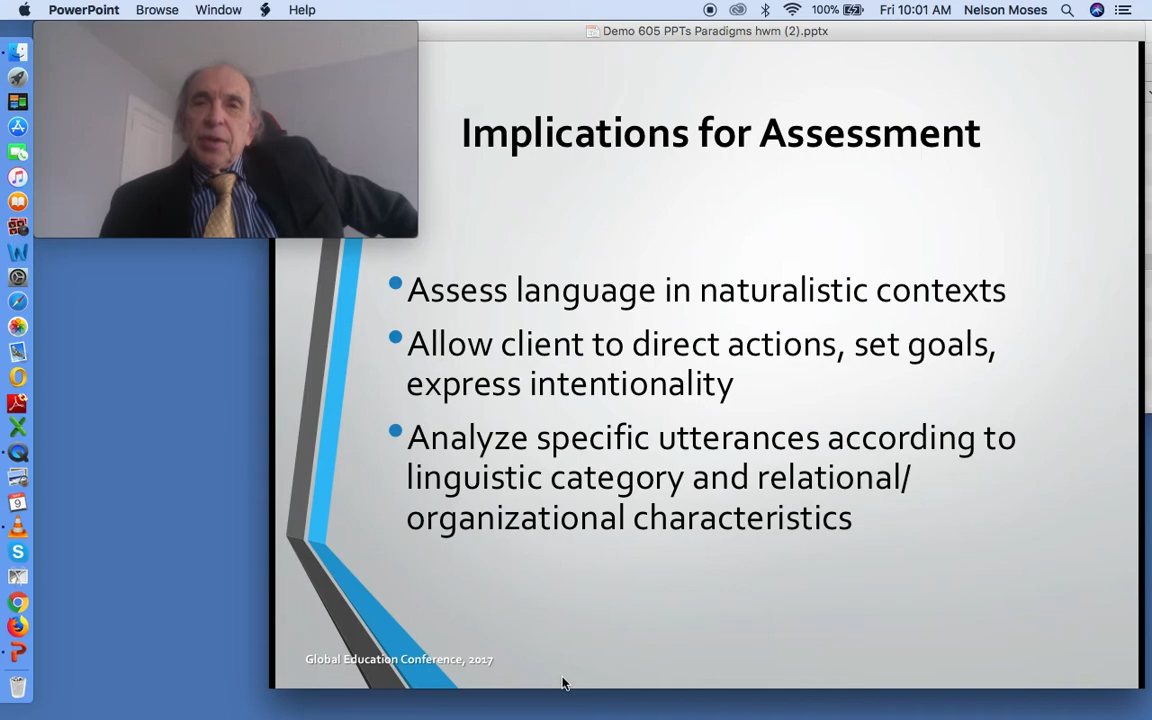 PowerPoint Browse Window Help 100% Fri 10:01 AM Nelson Moses
Demo 605 PPTs Paradigms hwm (2).pptx
Implications for Assessment
•Assess language in naturalistic contexts
•Allow client to direct actions, set goals,
express intentionality
•Analyze specific utterances according to
linguistic category and relational/
organizational characteristics
Global Education Conference, 2017
9